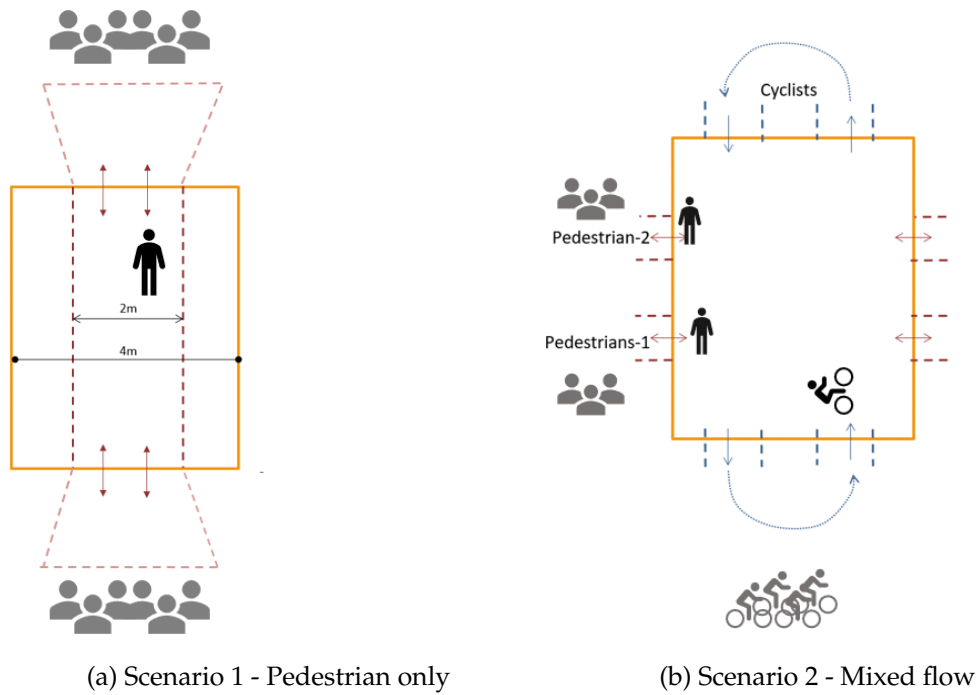 Cyclists
Pedestrian-2
2m
Pedestrians-1
4m
(a) Scenario 1 - Pedestrian only
(b) Scenario 2 - Mixed flow